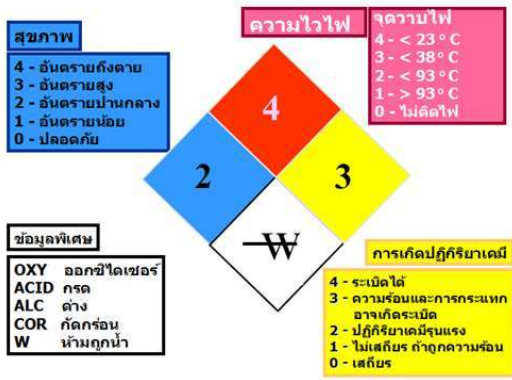 สุขภาพ
4 - อันตรายถึงตาย
3 - อันตรายสูง
2 - อันตรายปานกลาง
1 - อันตรายน้อย
0 - ปลอดภัย
ความไวไฟ
จุดวาบไฟ
4 - < 23° C
3 - < 38° C
2 - < 93° C
1 - > 93° C
0 - ไม่ติดไฟ
4
2
3
W
ข้อมูลพิเศษ
OXY ออกซิไดเซอร์
ACID กรด
ALC ด่าง
COR กัดกร่อน
W ห้ามถูกน้ำ
การเกิดปฏิกิริยาเคมี
4 - ระเบิดได้
3 - ความร้อนและการกระแทก
อาจเกิดระเบิด
2 - ปฏิกิริยาเคมีรุนแรง
1 - ไม่เสถียร ถ้าถูกความร้อน
0 - เสถียร